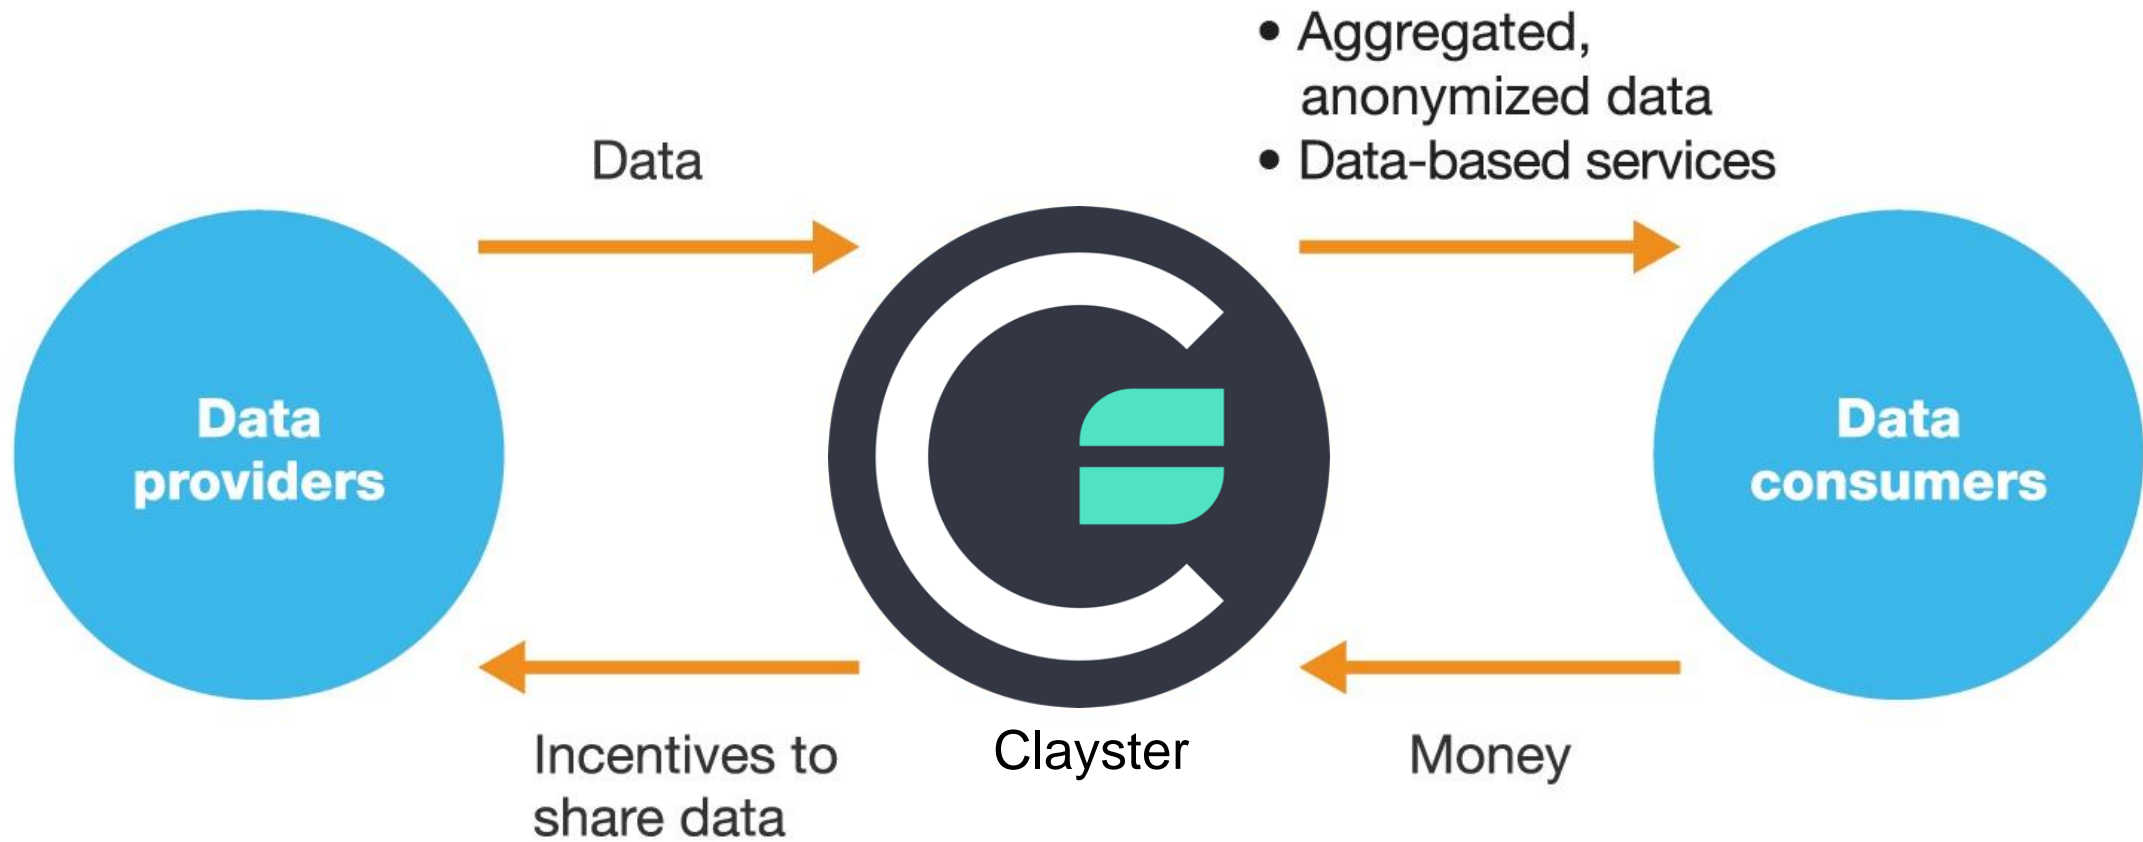 • Aggregated,
anonymized data
• Data-based services
Data
Data
providers
Data
consumers
Incentives to
share data
Clayster
Money